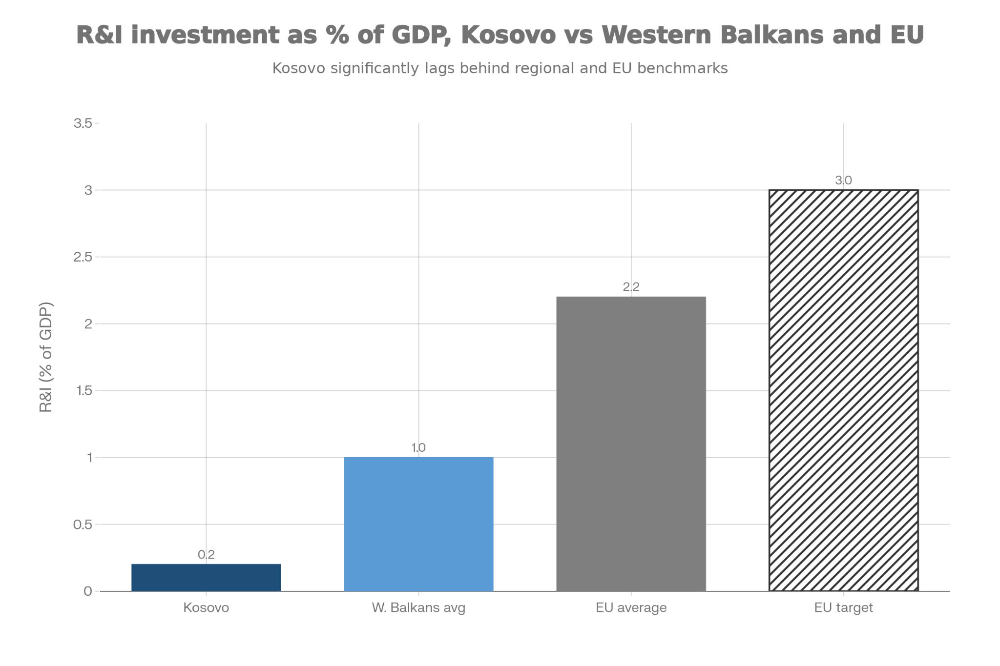 R&I investment as % of GDP, Kosovo vs Western Balkans and EU
Kosovo significantly lags behind regional and EU benchmarks
R&I (% of GDP)
3.5
3
2.5
2
1.5
1
0.5
0
0.2
1.0
2.2
3.0
Kosovo
W. Balkans avg
EU average
EU target